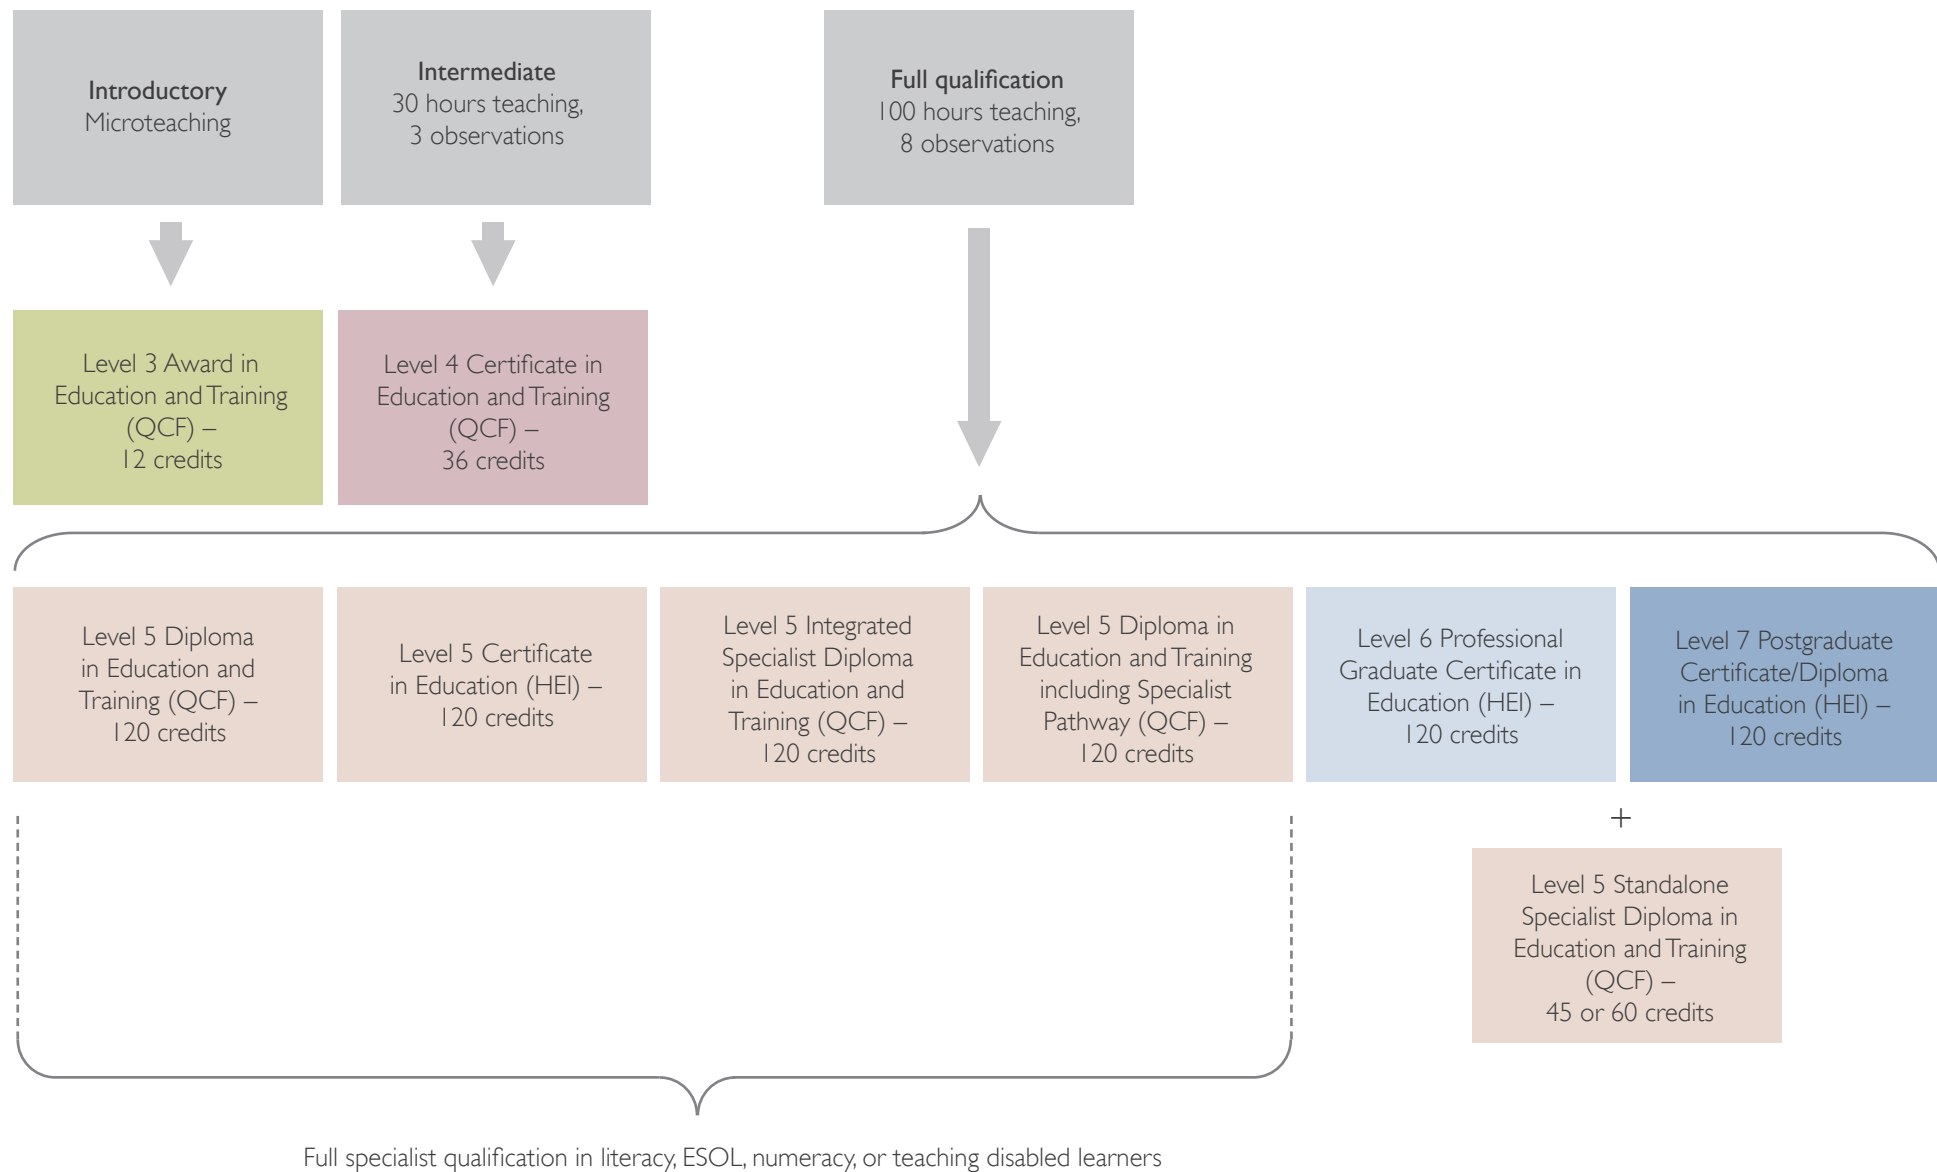 Introductory
Microteaching
Intermediate
30 hours teaching,
3 observations
Full qualification
100 hours teaching,
8 observations
Level 3 Award in
Education and Training
(QCF) –
12 credits
Level 4 Certificate in
Education and Training
(QCF) –
36 credits
Level 5 Diploma
in Education and
Training (QCF) –
120 credits
Level 5 Certificate
in Education (HEI) –
120 credits
Level 5 Integrated
Specialist Diploma
in Education and
Training (QCF) –
120 credits
Level 5 Diploma in
Education and Training
including Specialist
Pathway (QCF) –
120 credits
Level 6 Professional
Graduate Certificate in
Education (HEI) –
120 credits
Level 7 Postgraduate
Certificate/Diploma
in Education (HEI) –
120 credits
+
Level 5 Standalone
Specialist Diploma in
Education and Training
(QCF) –
45 or 60 credits
Full specialist qualification in literacy, ESOL, numeracy, or teaching disabled learners